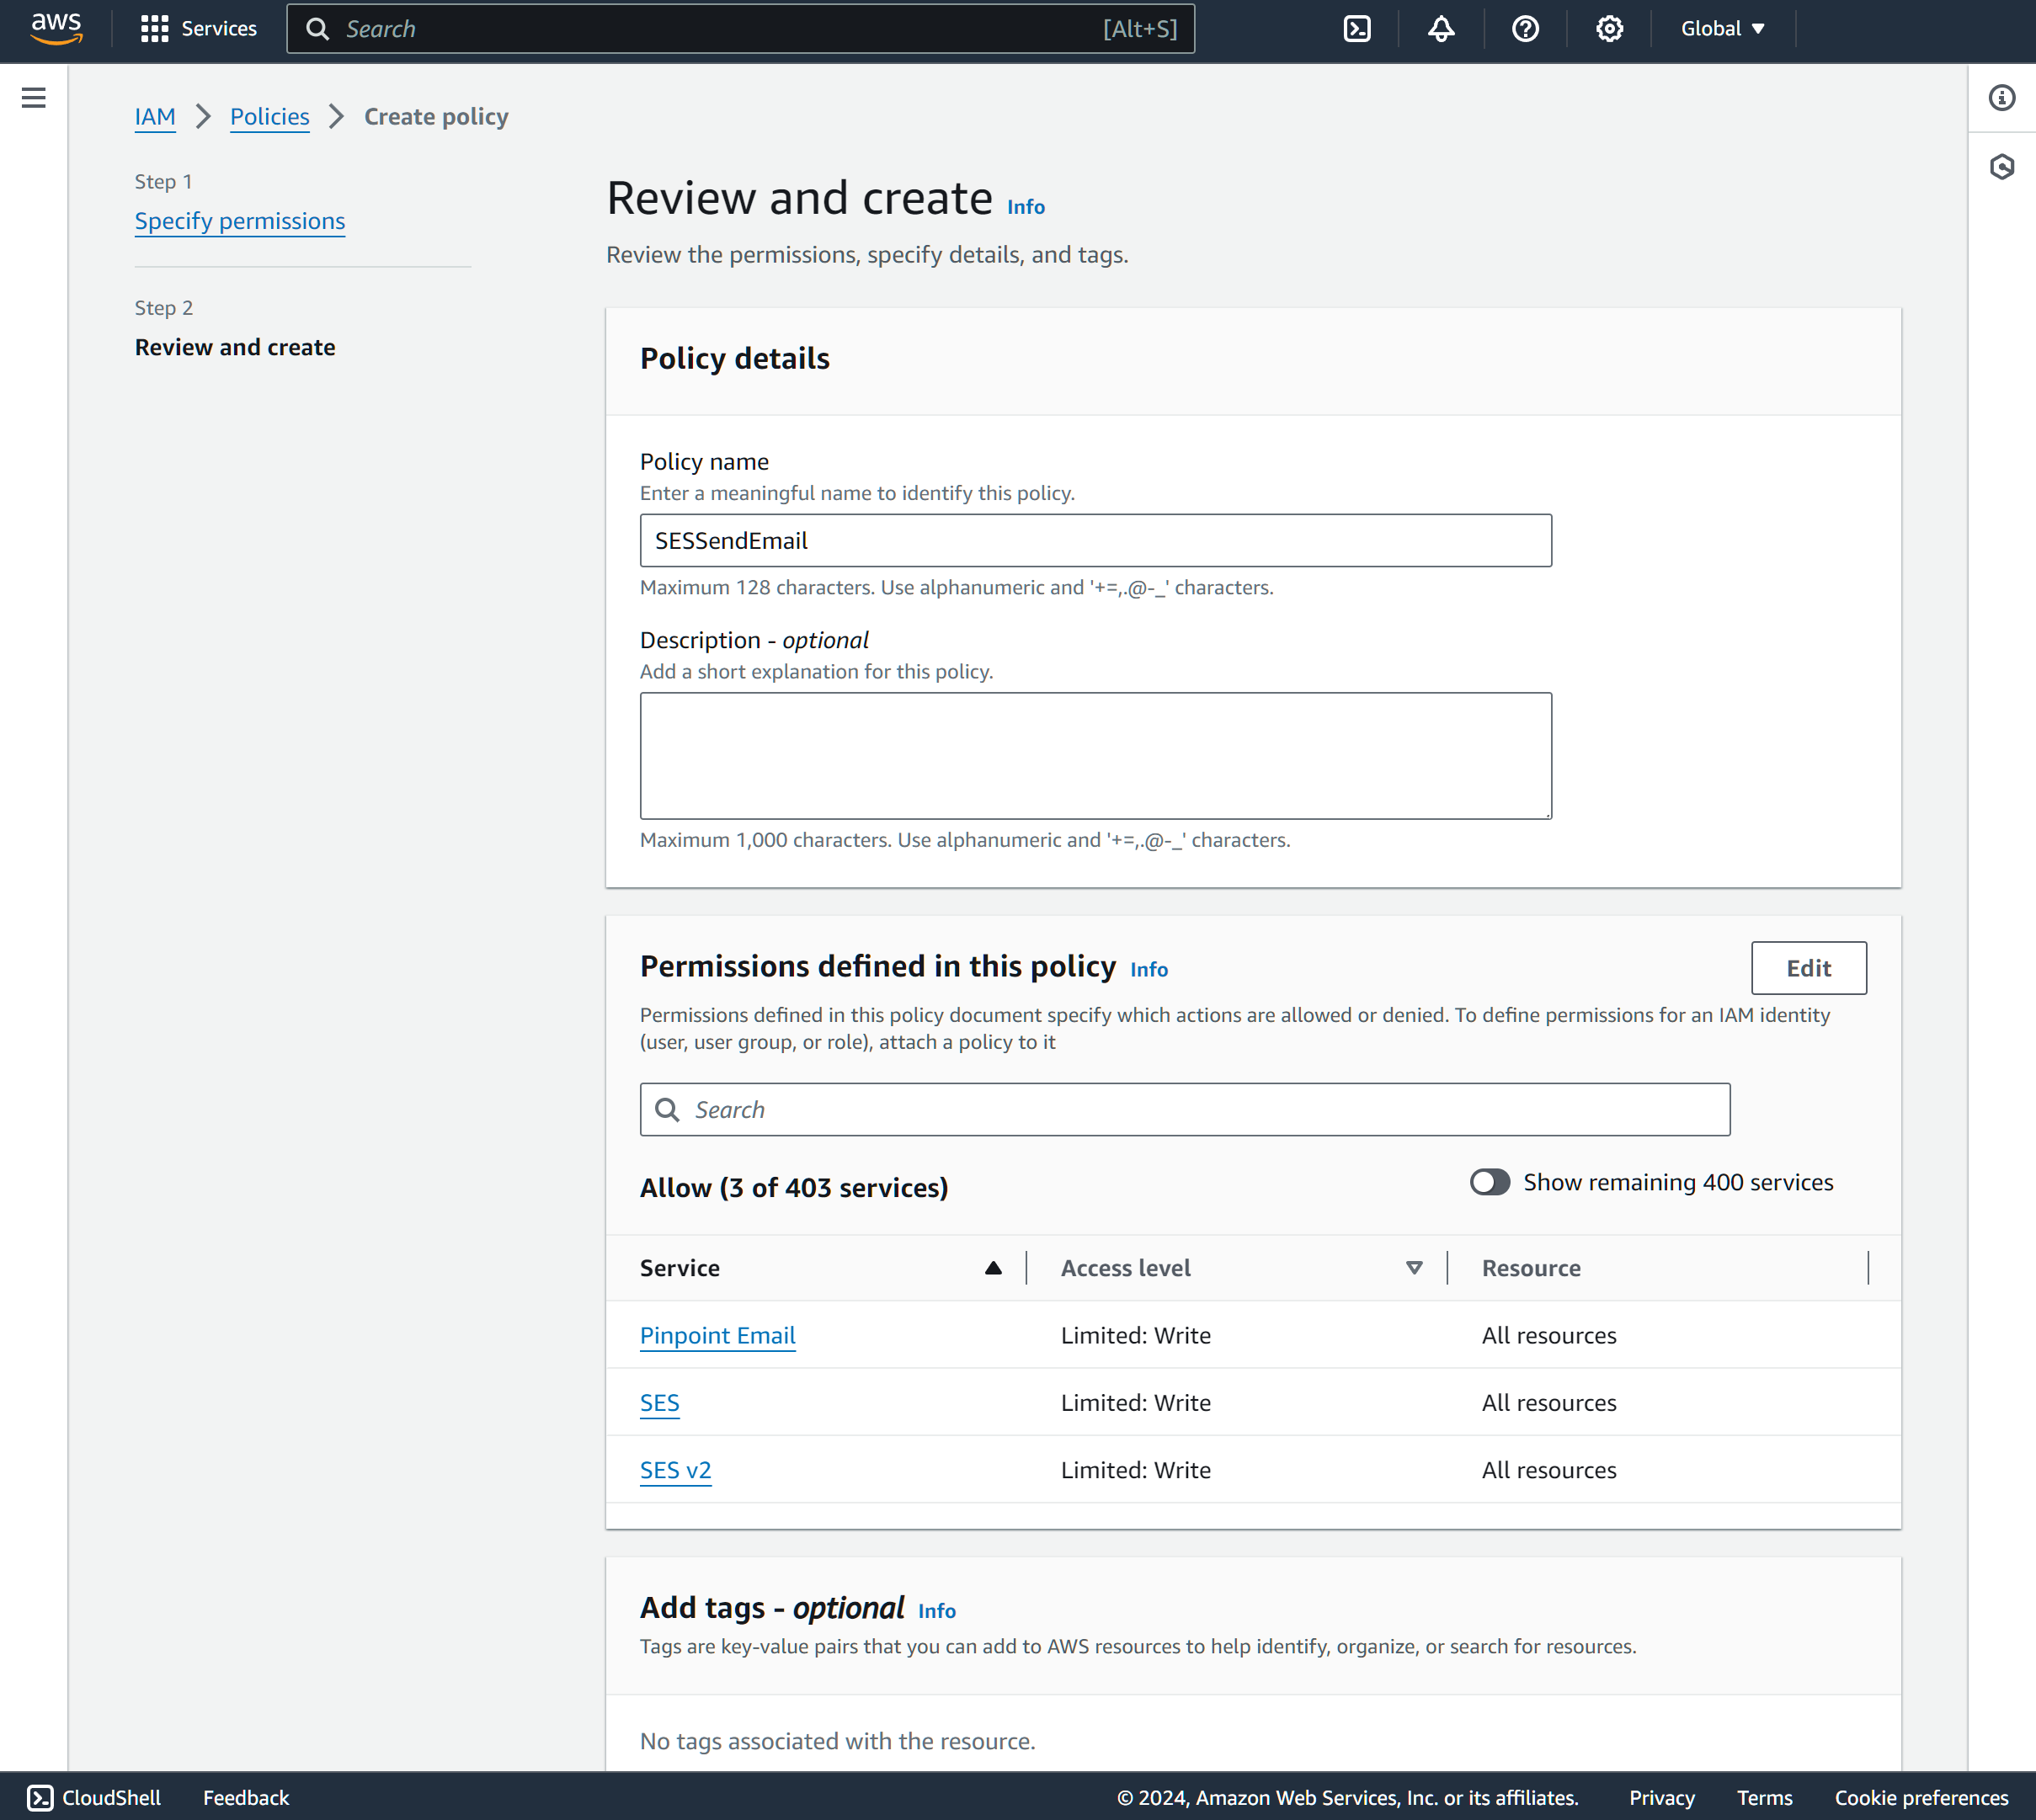 aws
Services
Search
[Alt+S]
Global
IAM
Policies
Create policy
Step 1
Specify permissions
Step 2
Review and create
Review and create Info
Review the permissions, specify details, and tags.
Policy details
Policy name
Enter a meaningful name to identify this policy.
SESSendEmail
Maximum 128 characters. Use alphanumeric and '+=,.@-_' characters.
Description - optional
Add a short explanation for this policy.
Maximum 1,000 characters. Use alphanumeric and '+=,.@-_' characters.
Permissions defined in this policy Info
Edit
Permissions defined in this policy document specify which actions are allowed or denied. To define permissions for an IAM identity
(user, user group, or role), attach a policy to it
Search
Allow (3 of 403 services)
Show remaining 400 services
Service
Access level
Resource
Pinpoint Email
Limited: Write
All resources
SES
Limited: Write
All resources
SES v2
Limited: Write
All resources
Add tags - optional Info
Tags are key-value pairs that you can add to AWS resources to help identify, organize, or search for resources.
No tags associated with the resource.
CloudShell
Feedback
© 2024, Amazon Web Services, Inc. or its affiliates.
Privacy
Terms
Cookie preferences